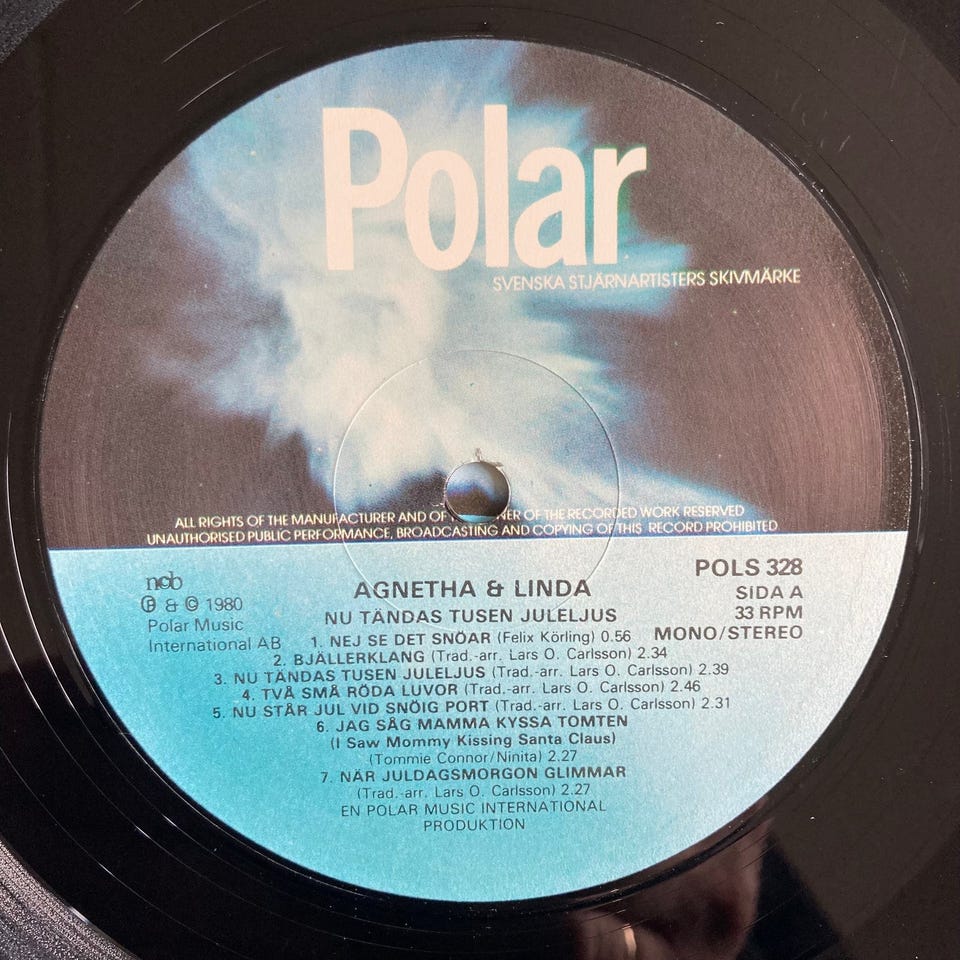 Polar
SVENSKA STJÄRNARTISTERS SKIVMÄRKE
ALL RIGHTS OF THE MANUFACTURER AND OF NER OF THE RECORDED WORK RESERVED
UNAUTHORISED PUBLIC PERFORMANCE, BROADCASTING AND COPYING OF THIS RECORD PROHIBITED
ncb
Ⓟ & © 1980
Polar Music
International AB
POLS 328
SIDA A
33 RPM
MONO/STEREO
AGNETHA & LINDA
NU TÄNDAS TUSEN JULELJUS
1. NEJ SE DET SNÖAR (Felix Körling) 0.56
2. BJÄLLERKLANG (Trad.-arr. Lars O. Carlsson) 2.34
3. NU TÄNDAS TUSEN JULELJUS (Trad.-arr. Lars O. Carlsson) 2.39
4. TVÅ SMÅ RÖDA LUVOR (Trad.-arr. Lars O. Carlsson) 2.46
5. NU STÅR JUL VID SNÖIG PORT (Trad.-arr. Lars O. Carlsson) 2.31
6. JAG SÅG MAMMA KYSSA TOMTEN
(I Saw Mommy Kissing Santa Claus)
(Tommie Connor/Ninita) 2.27
7. NÄR JULDAGSMORGON GLIMMAR
(Trad.-arr. Lars O. Carlsson) 2.27
EN POLAR MUSIC INTERNATIONAL
PRODUKTION